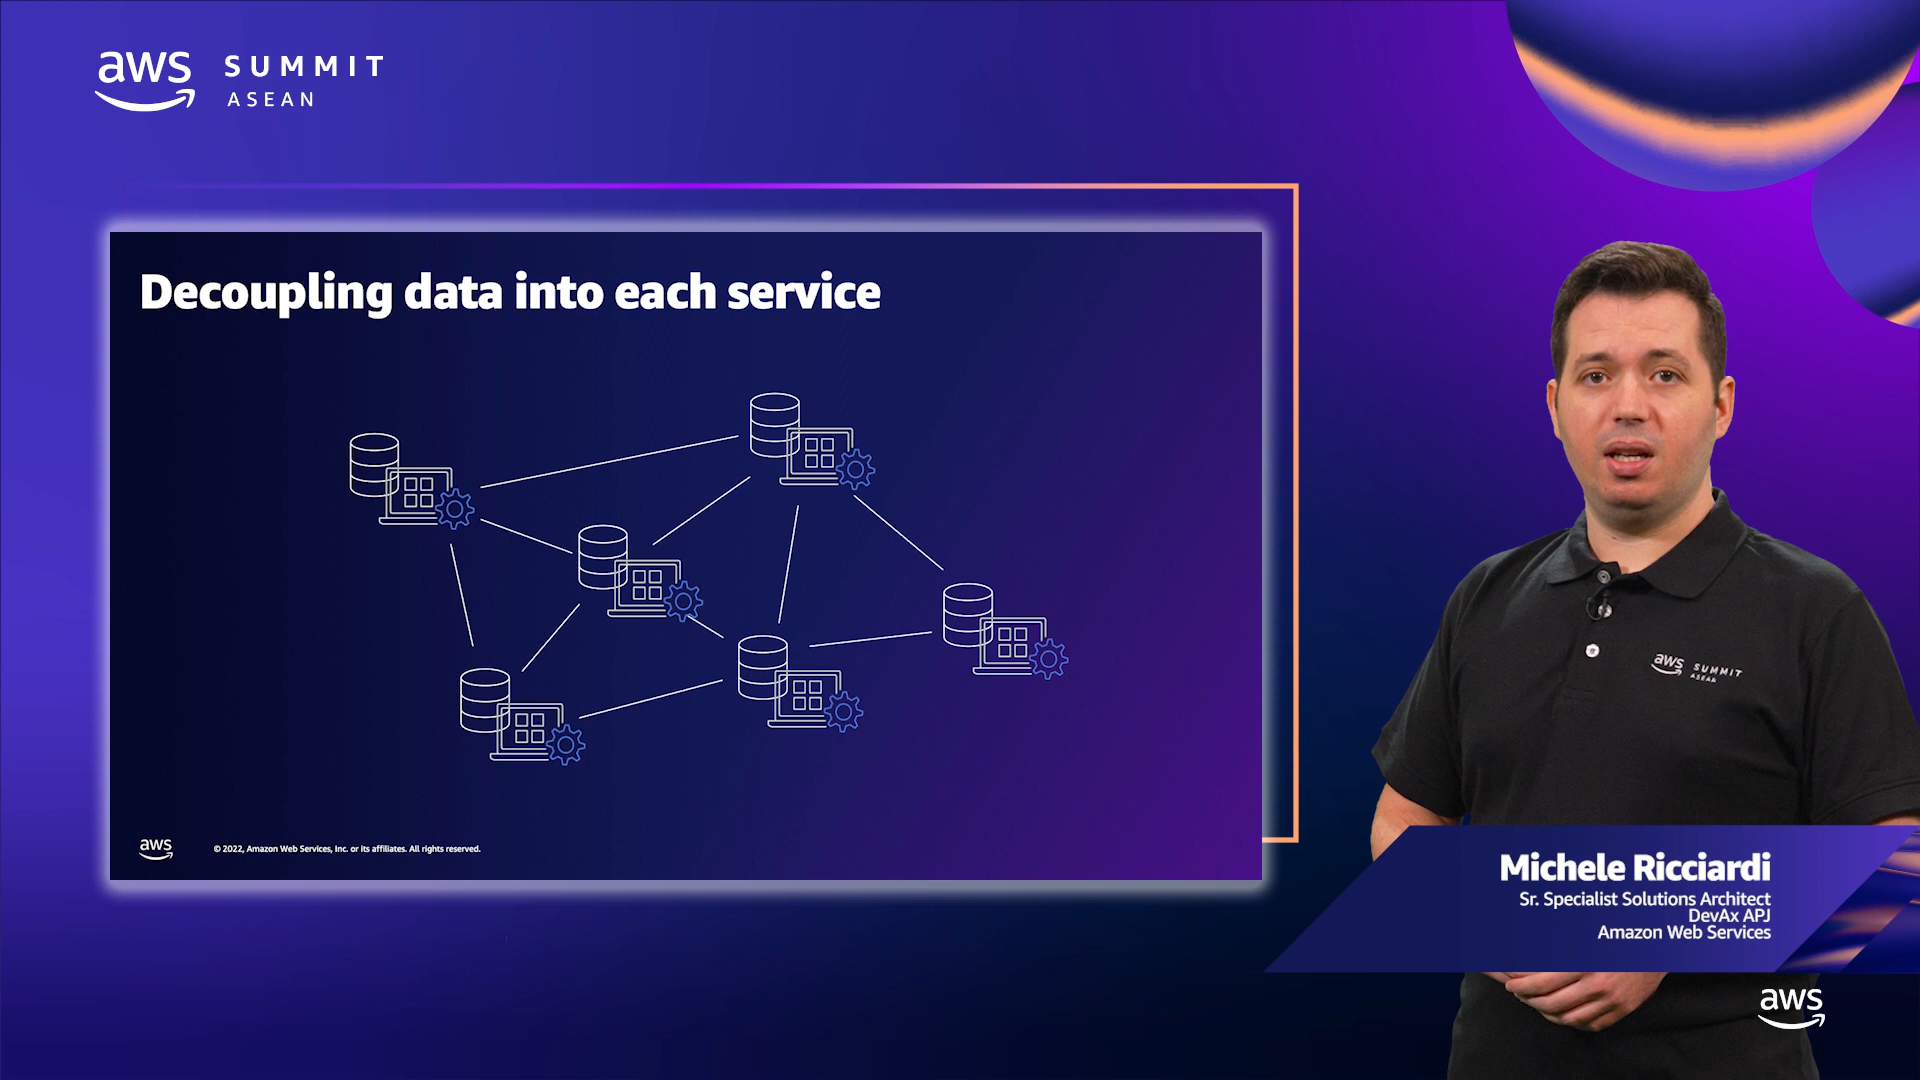 aws SUMMIT
ASEAN
Decoupling data into each service
aws SUMMIT
ASEAN
aws
© 2022, Amazon Web Services, Inc. or its affiliates. All rights reserved.
Michele Ricciardi
Sr. Specialist Solutions Architect
DevAx APJ
Amazon Web Services
aws